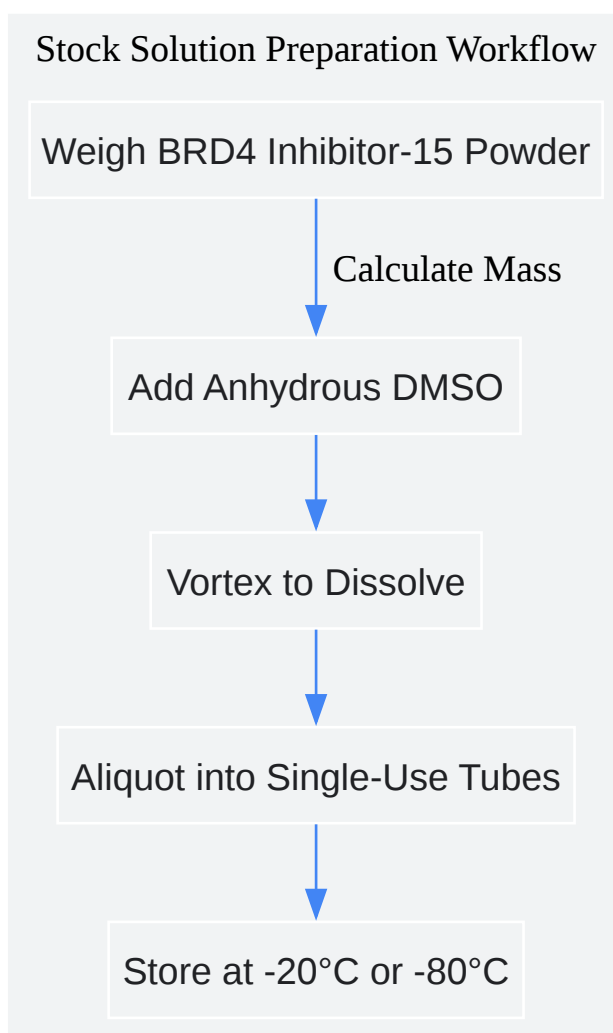 Stock Solution Preparation Workflow
Weigh BRD4 Inhibitor-15 Powder
Calculate Mass
Add Anhydrous DMSO
Vortex to Dissolve
Aliquot into Single-Use Tubes
Store at -20°C or -80°C